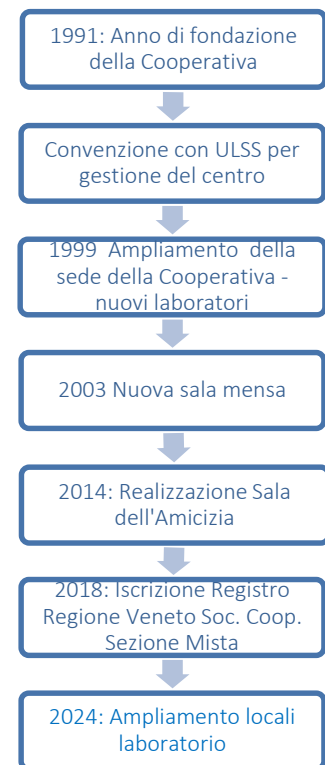 1991: Anno di fondazione
della Cooperativa
Convenzione con ULSS per
gestione del centro
1999  Ampliamento  della
sede della Cooperativa -
nuovi laboratori
2003 Nuova sala mensa
2014: Realizzazione Sala
dell'Amicizia
2018: Iscrizione Registro
Regione Veneto Soc. Coop.
Sezione Mista
2024: Ampliamento locali
laboratorio